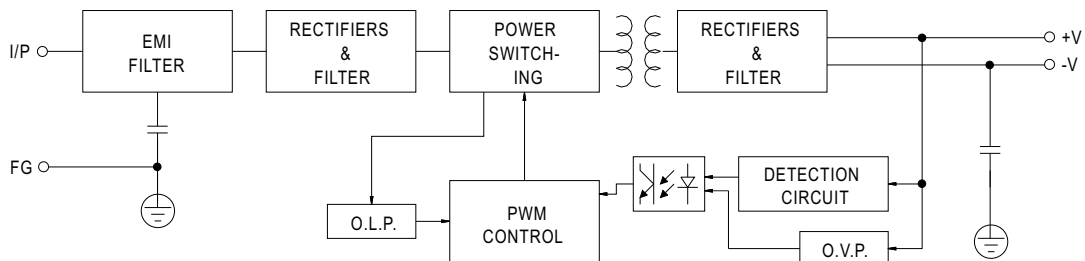 I/P
EMI
FILTER
RECTIFIERS
&
FILTER
POWER
SWITCH-
ING
RECTIFIERS
&
FILTER
+V
-V
FG
O.L.P.
PWM
CONTROL
DETECTION
CIRCUIT
O.V.P.